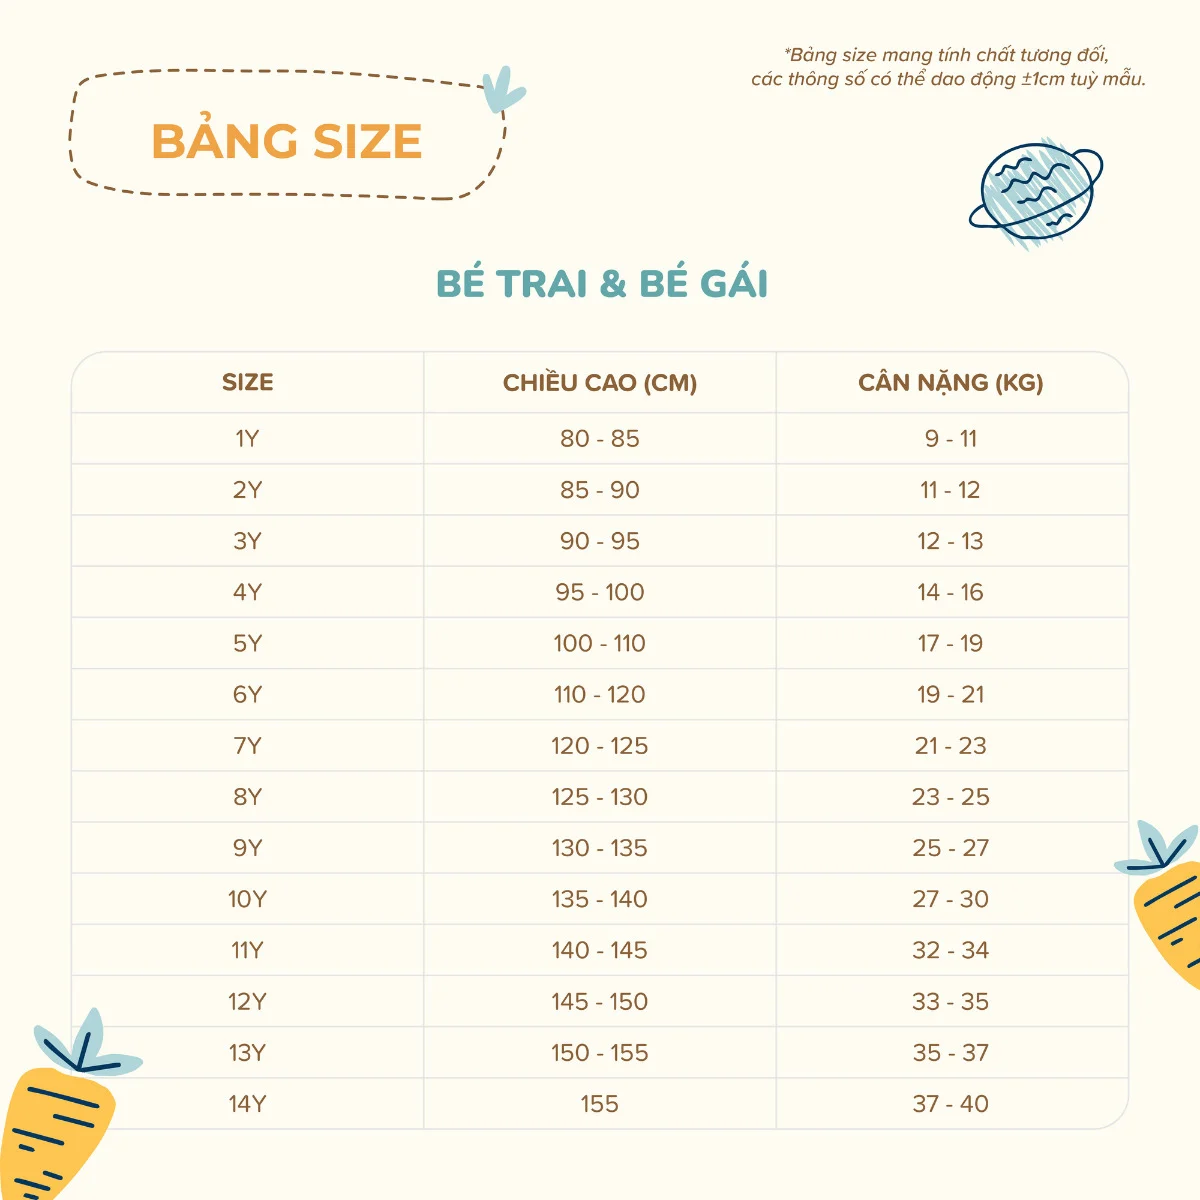 *Bảng size mang tính chất tương đối,
các thông số có thể dao động ±1cm tuỳ mẫu.
BẢNG SIZE
BÉ TRAI & BÉ GÁI
SIZE CHIỀU CAO (CM) CÂN NẶNG (KG)
1Y 80 - 85 9 - 11
2Y 85 - 90 11 - 12
3Y 90 - 95 12 - 13
4Y 95 - 100 14 - 16
5Y 100 - 110 17 - 19
6Y 110 - 120 19 - 21
7Y 120 - 125 21 - 23
8Y 125 - 130 23 - 25
9Y 130 - 135 25 - 27
10Y 135 - 140 27 - 30
11Y 140 - 145 32 - 34
12Y 145 - 150 33 - 35
13Y 150 - 155 35 - 37
14Y 155 37 - 40